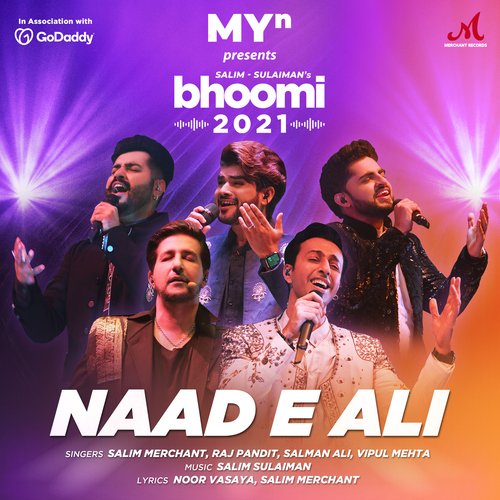 In Association with
GoDaddy
MYn
presents
SALIM - SULAIMAN's
bhoomi
2021
MERCHANT RECORDS
NAAD E ALI
SINGERS SALIM MERCHANT, RAJ PANDIT, SALMAN ALI, VIPUL MEHTA
MUSIC SALIM SULAIMAN
LYRICS NOOR VASAYA, SALIM MERCHANT